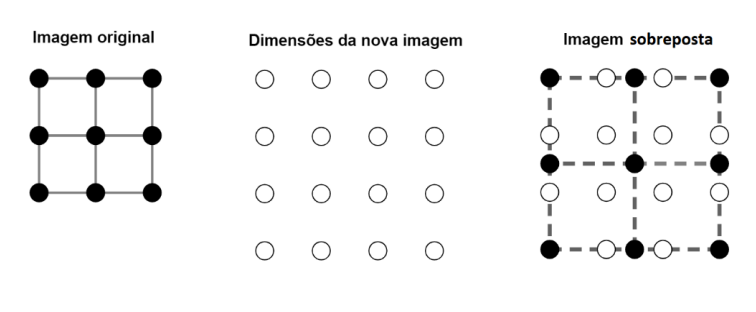 Imagem original
Dimensões da nova imagem
Imagem sobreposta